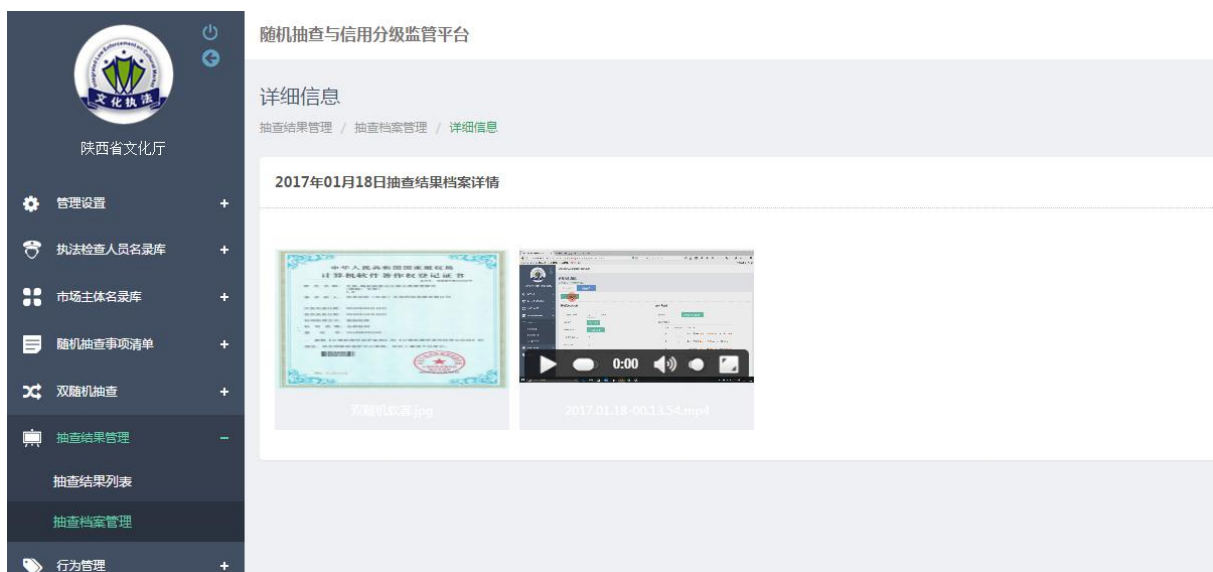 随机抽查与信用分级监管平台
文化执法
陕西省文化厅
详细信息
抽查结果管理 / 抽查档案管理 / 详细信息
2017年01月18日抽查结果档案详情
管理设置 +
执法检查人员名录库 +
市场主体名录库 +
随机抽查事项清单 +
双随机抽查 +
抽查结果管理 −
抽查结果列表
抽查档案管理
行为管理 +
中华人民共和国国家版权局
计算机软件著作权登记证书
0:00
双随机软著.jpg
2017.01.18-00.13.54.mp4